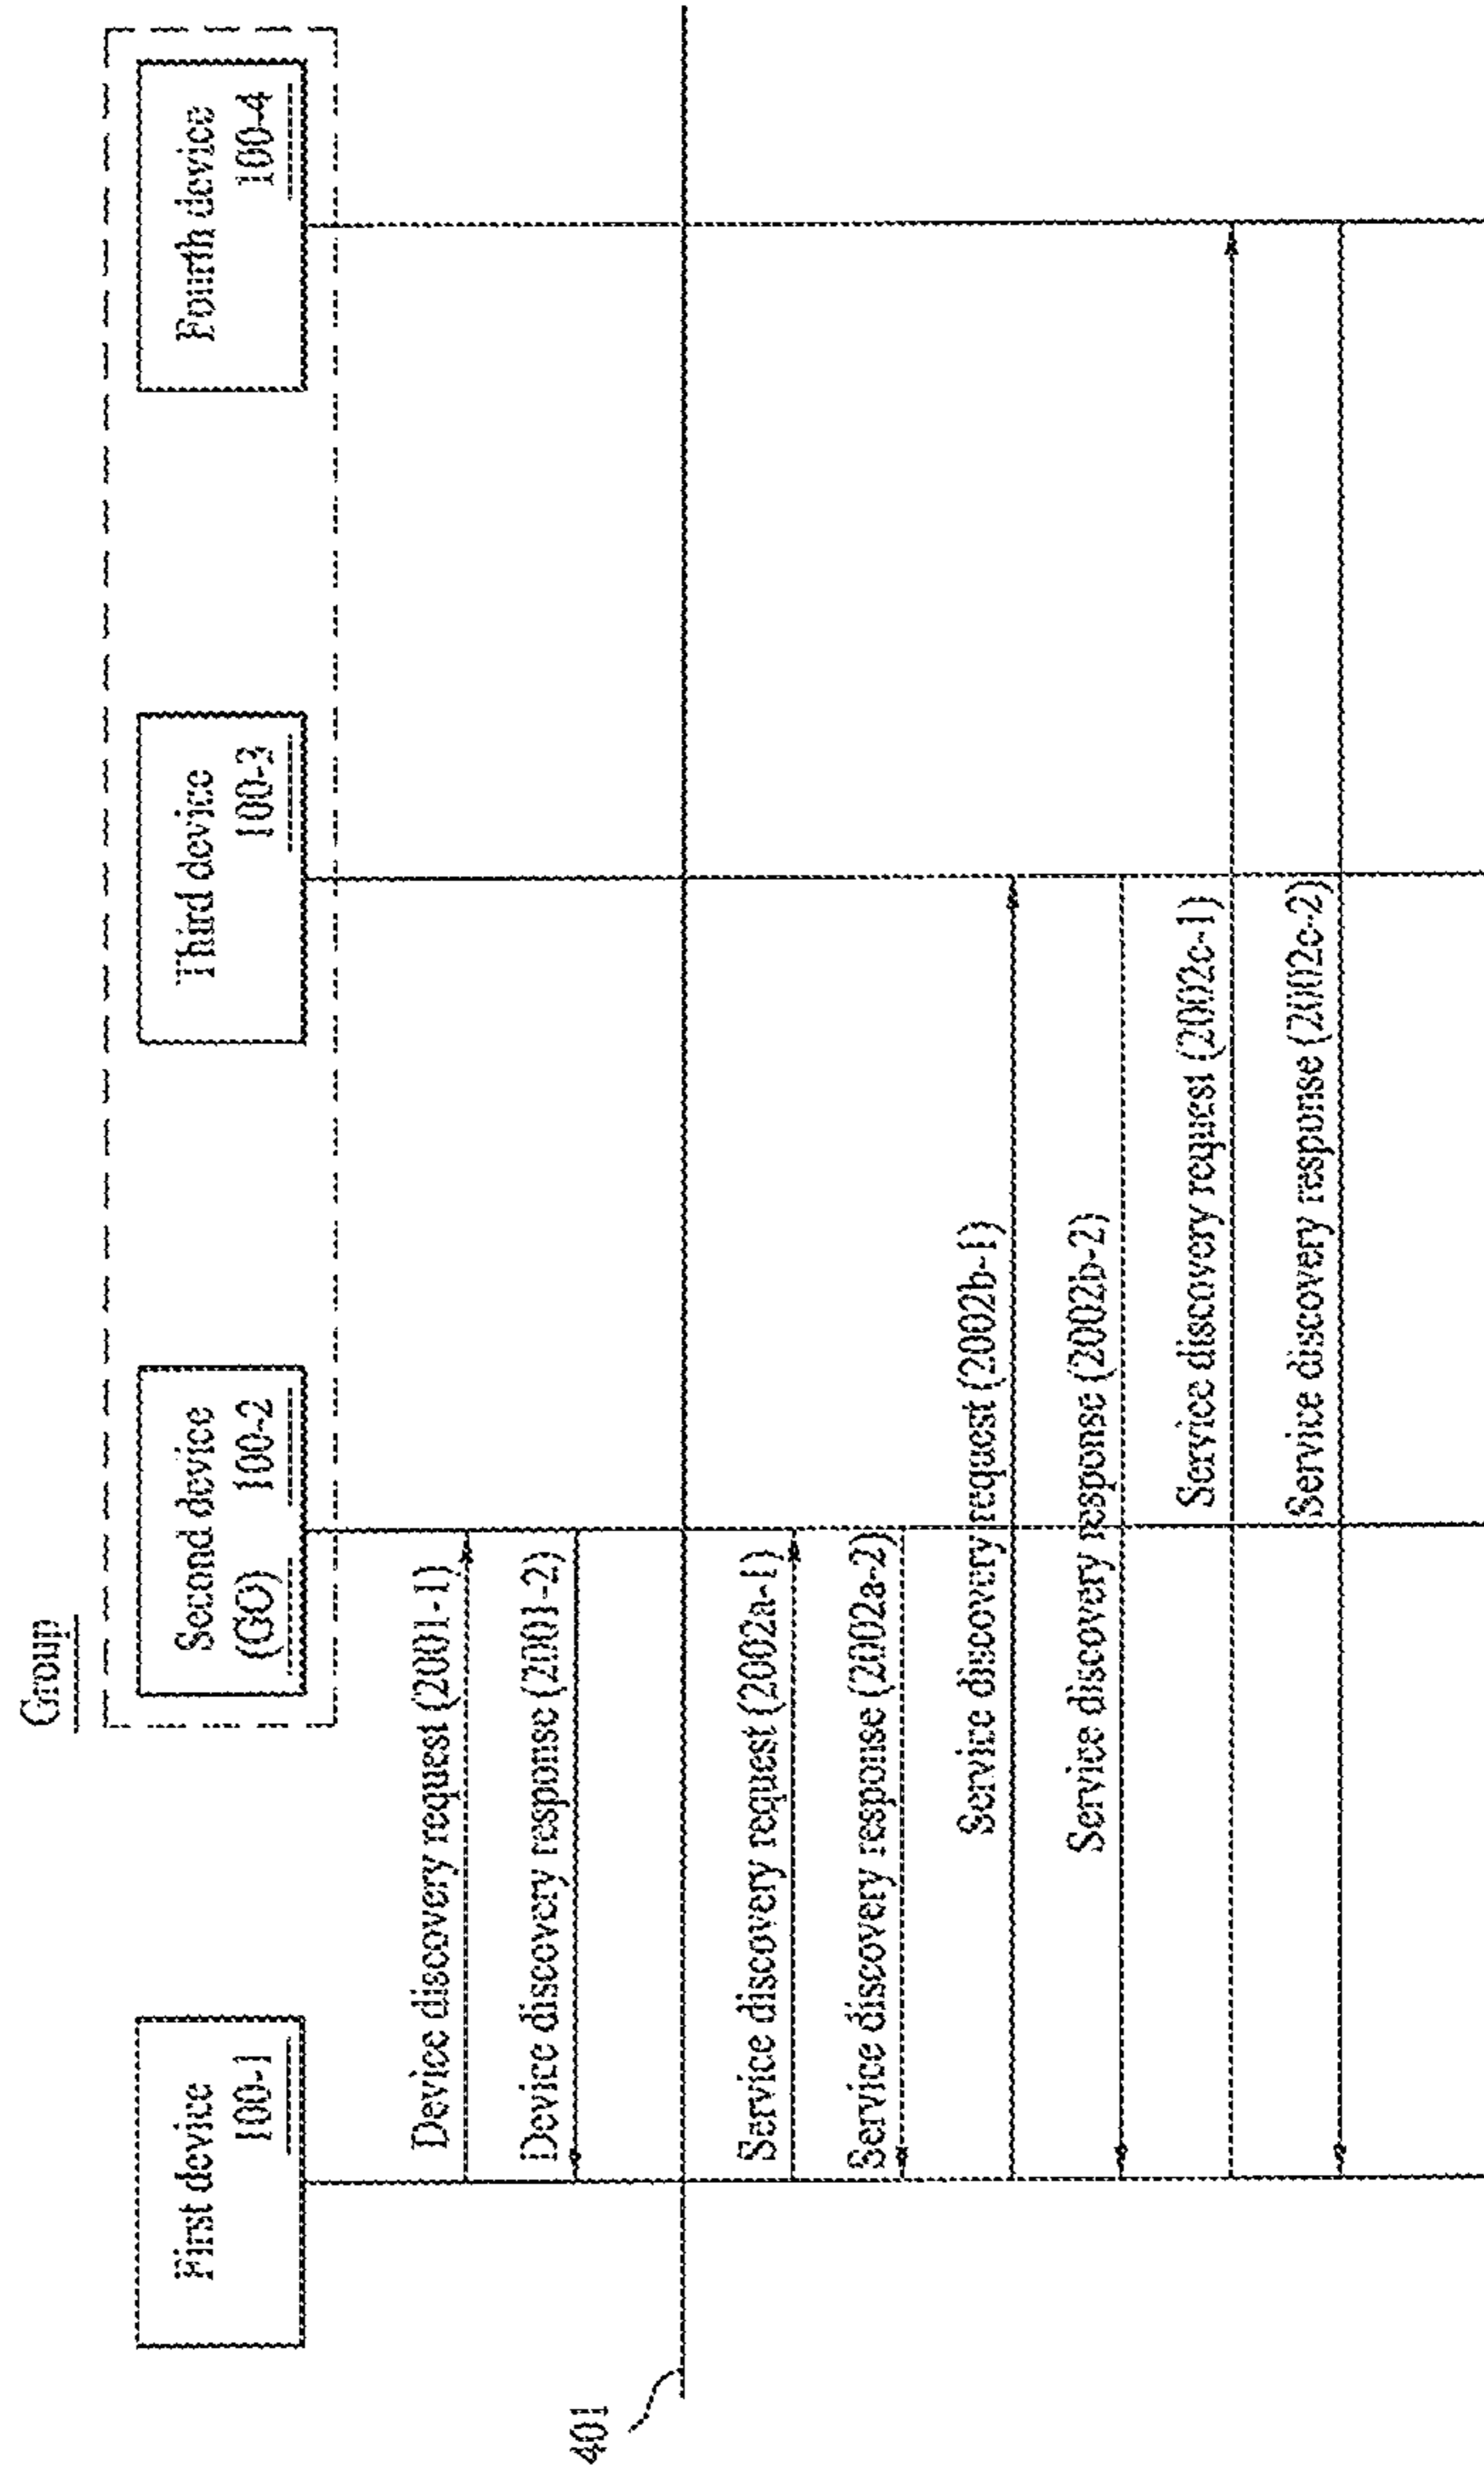 Group
First device
100-1
Second device
(GO) 100-2
Third device
100-3
Fourth device
100-4
Device discovery request (2001-1)
Device discovery response (2001-2)
401
Service discovery request (2002a-1)
Service discovery response (2002a-2)
Service discovery request (2002b-1)
Service discovery response (2002b-2)
Service discovery request (2002c-1)
Service discovery response (2002c-2)